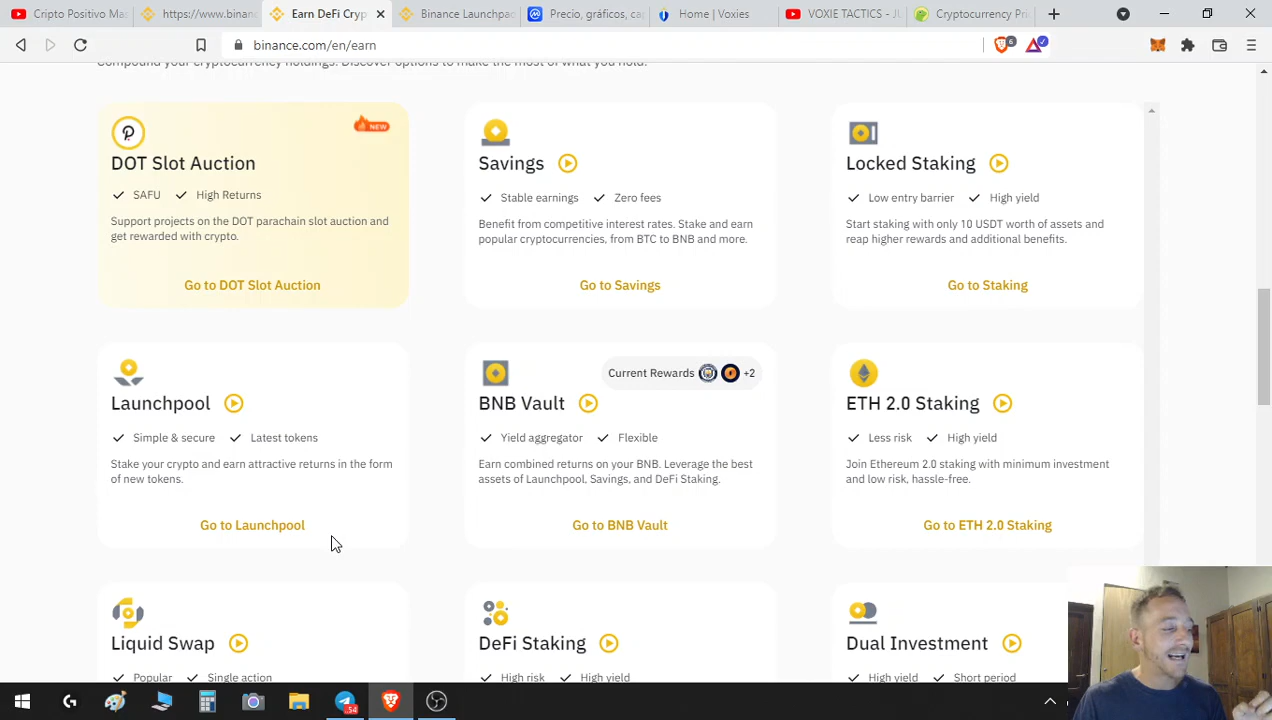 Cripto Positivo Ma
https://www.binan
Earn DeFi Cryp
Binance Launchpac
Precio, gráficos, ca
Home | Voxies
VOXIE TACTICS - JU
Cryptocurrency Pri
binance.com/en/earn
6
Compound your cryptocurrency holdings. Discover options to make the most of what you hold.
NEW
DOT Slot Auction
SAFU High Returns
Support projects on the DOT parachain slot auction and
get rewarded with crypto.
Go to DOT Slot Auction
Savings
Stable earnings Zero fees
Benefit from competitive interest rates. Stake and earn
popular cryptocurrencies, from BTC to BNB and more.
Go to Savings
Locked Staking
Low entry barrier High yield
Start staking with only 10 USDT worth of assets and
reap higher rewards and additional benefits.
Go to Staking
Launchpool
Simple & secure Latest tokens
Stake your crypto and earn attractive returns in the form
of new tokens.
Go to Launchpool
Current Rewards +2
BNB Vault
Yield aggregator Flexible
Earn combined returns on your BNB. Leverage the best
assets of Launchpool, Savings, and DeFi Staking.
Go to BNB Vault
ETH 2.0 Staking
Less risk High yield
Join Ethereum 2.0 staking with minimum investment
and low risk, hassle-free.
Go to ETH 2.0 Staking
Liquid Swap
Popular Single action
DeFi Staking
High risk High yield
Dual Investment
High yield Short period
54